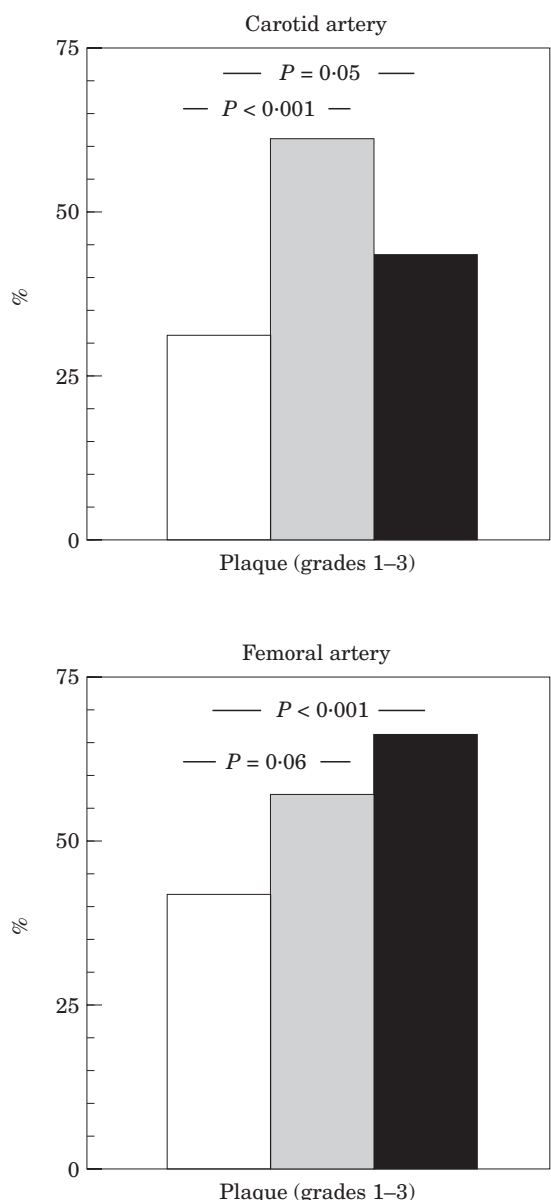 Carotid artery
75
P = 0·05
P < 0·001
50
%
25
0
Plaque (grades 1–3)
Femoral artery
75
P < 0·001
P = 0·06
50
%
25
0
Plaque (grades 1–3)